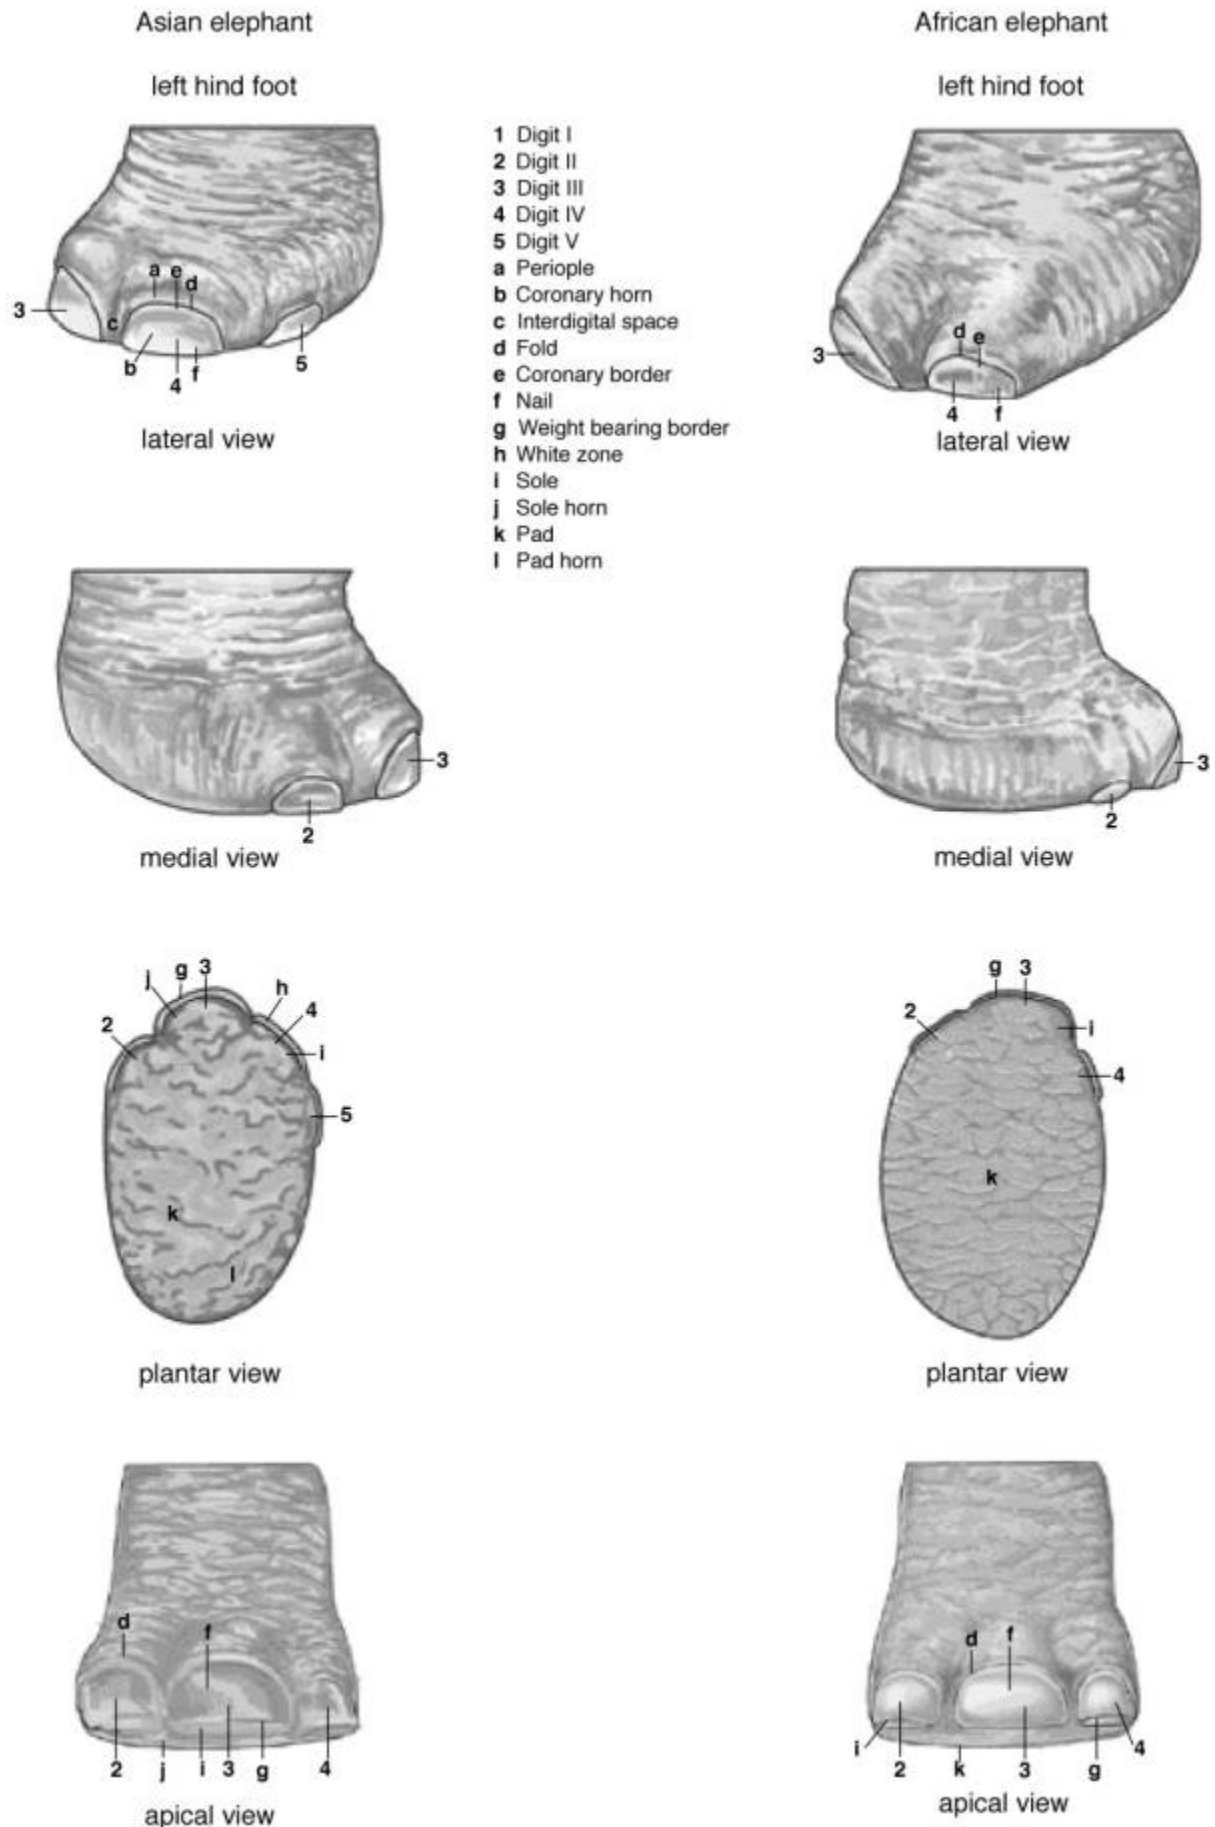 Asian elephant
left hind foot
a e d
3
c
b 4 f
5
lateral view
3
2
medial view
j g 3 h
2 4
i
5
k
l
plantar view
d f
2 j i 3 g 4
apical view
1 Digit I
2 Digit II
3 Digit III
4 Digit IV
5 Digit V
a Periople
b Coronary horn
c Interdigital space
d Fold
e Coronary border
f Nail
g Weight bearing border
h White zone
i Sole
j Sole horn
k Pad
l Pad horn
African elephant
left hind foot
d e
3
4 f
lateral view
3
2
medial view
g 3
2
i
4
k
plantar view
d f
i 4
2 k 3 g
apical view